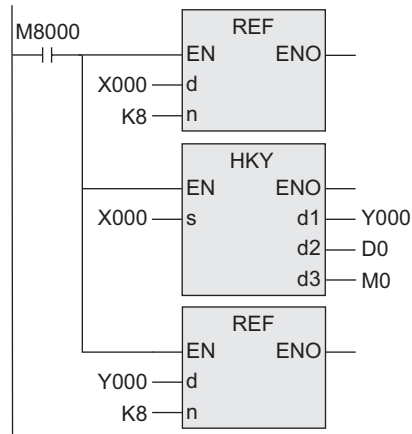 M8000
REF
EN ENO
X000 d
K8 n
HKY
EN ENO
X000 s d1 Y000
d2 D0
d3 M0
REF
EN ENO
Y000 d
K8 n